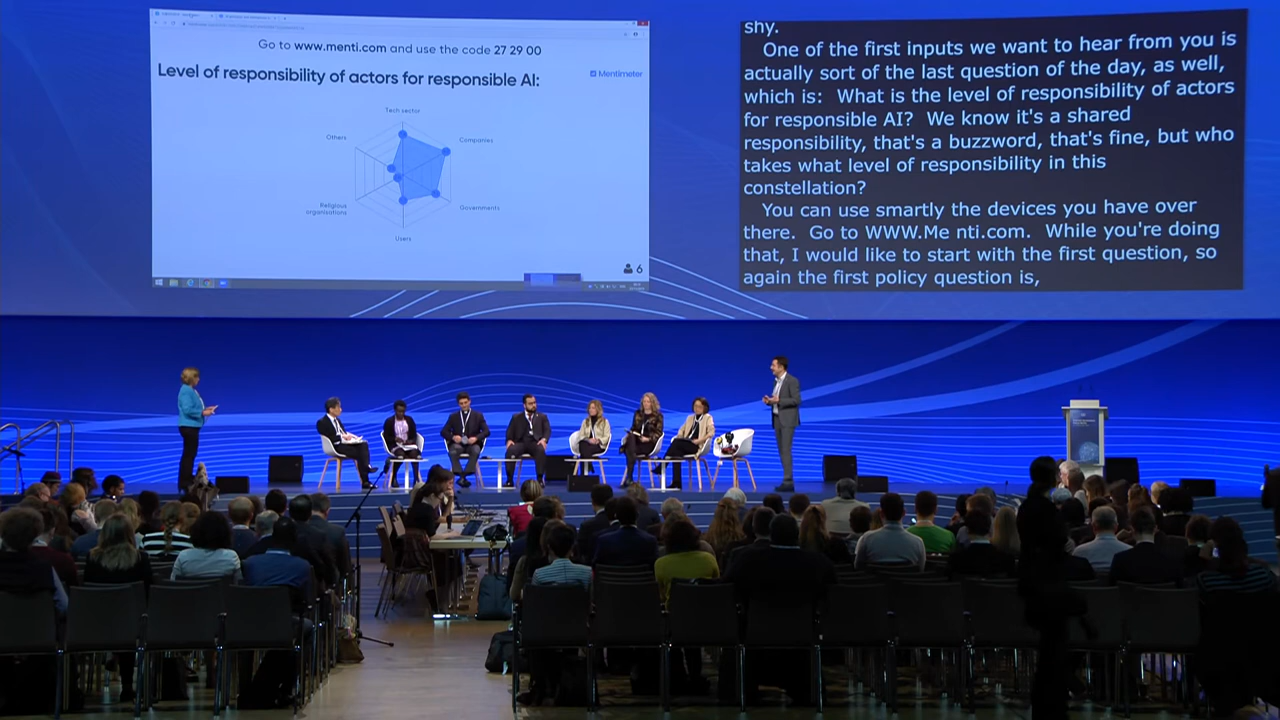 Go to www.menti.com and use the code 27 29 00
Level of responsibility of actors for responsible AI:
Mentimeter
Tech sector
Others
Companies
Religious
organisations
Governments
Users
6
shy.
One of the first inputs we want to hear from you is
actually sort of the last question of the day, as well,
which is:  What is the level of responsibility of actors
for responsible AI?  We know it's a shared
responsibility, that's a buzzword, that's fine, but who
takes what level of responsibility in this
constellation?
You can use smartly the devices you have over
there.  Go to WWW.Me nti.com.  While you're doing
that, I would like to start with the first question, so
again the first policy question is,